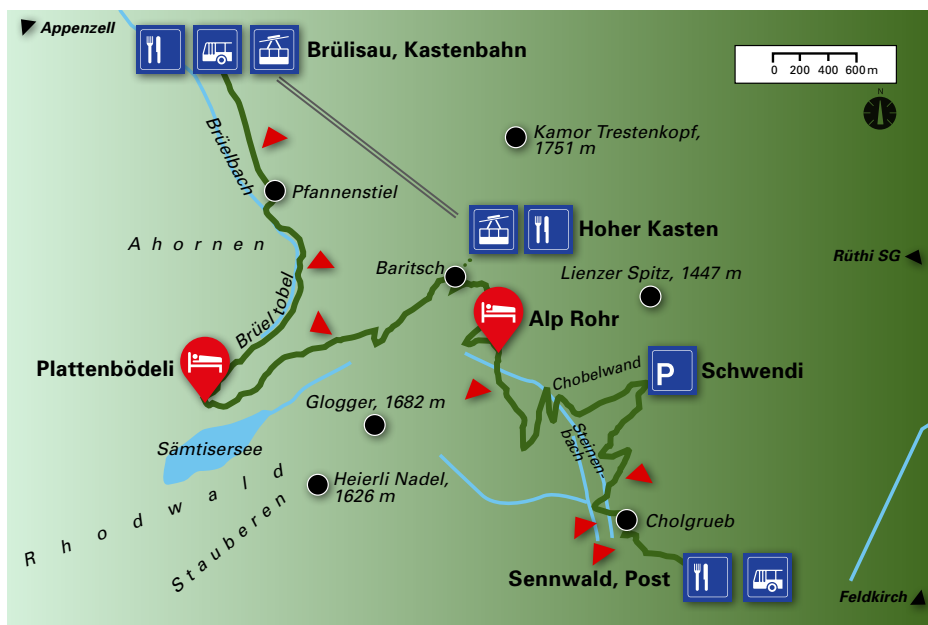 Appenzell
Brülisau, Kastenbahn
0 200 400 600 m
N
Kamor Trestenkopf,
1751 m
Brüelbach
Pfannenstiel
Ahornen
Hoher Kasten
Baritsch
Lienzer Spitz, 1447 m
Rüthi SG
Brüeltobel
Alp Rohr
Plattenbödeli
Chobelwand
P
Schwendi
Glogger, 1682 m
Steinen-
bach
Sämtisersee
Heierli Nadel,
1626 m
Rhodwald
Stauberen
Cholgrueb
Sennwald, Post
Feldkirch